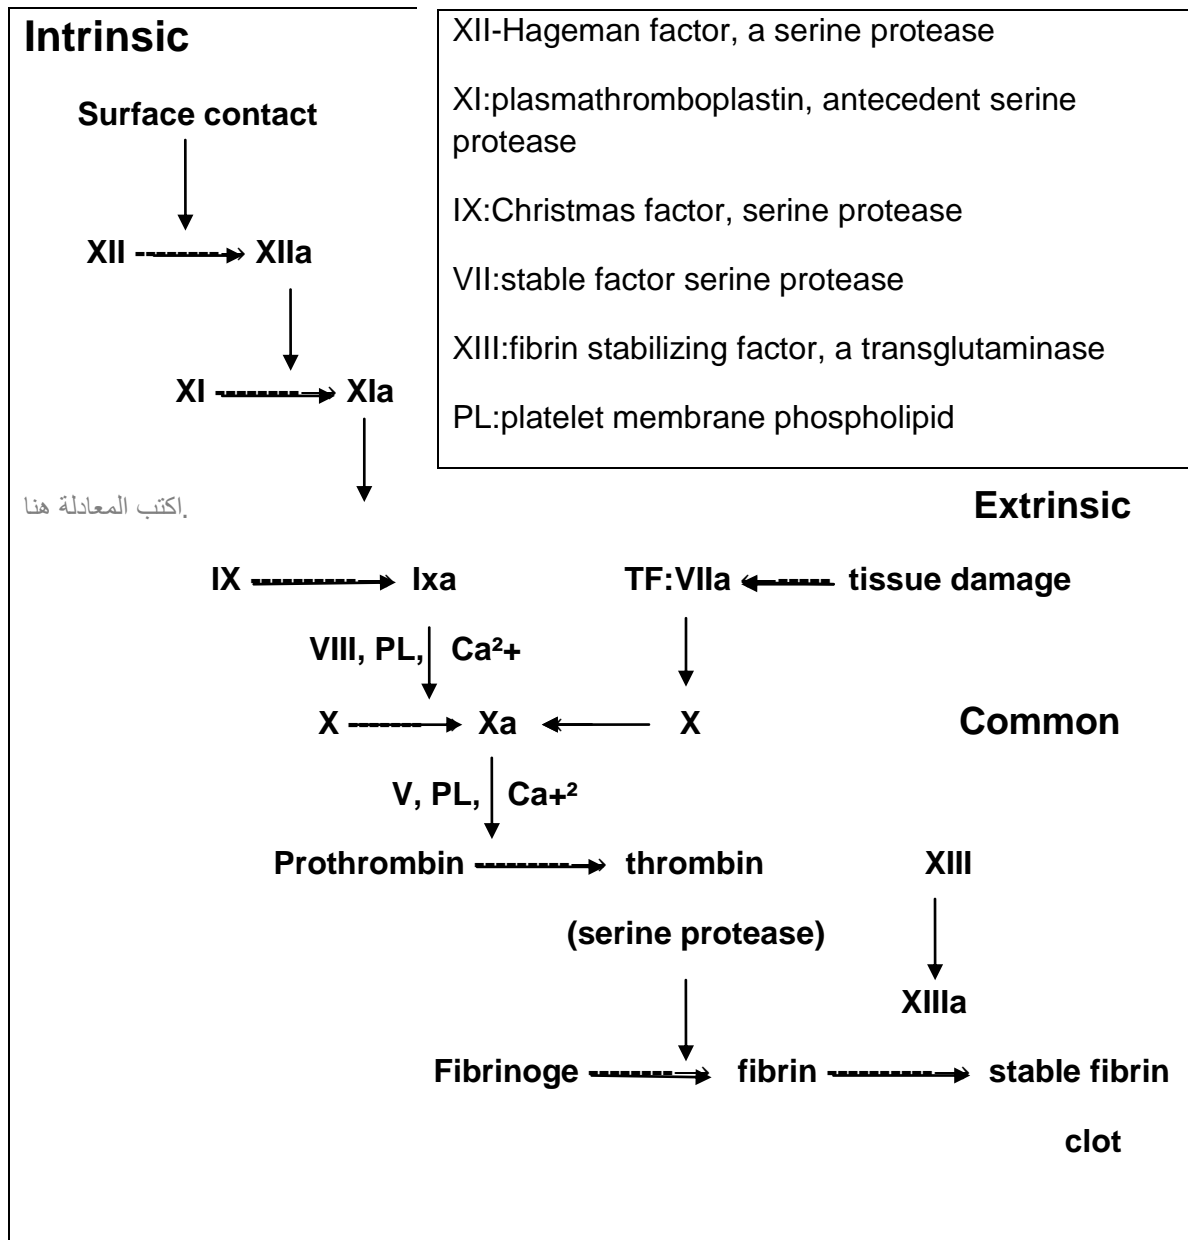 Intrinsic
XII-Hageman factor, a serine protease
XI:plasmathromboplastin, antecedent serine
protease
IX:Christmas factor, serine protease
VII:stable factor serine protease
XIII:fibrin stabilizing factor, a transglutaminase
PL:platelet membrane phospholipid
Surface contact
XII XIIa
XI XIa
اكتب المعادلة هنا.
Extrinsic
IX Ixa TF:VIIa tissue damage
VIII, PL, Ca²+
X Xa X Common
V, PL, Ca+²
Prothrombin thrombin XIII
(serine protease)
XIIIa
Fibrinoge fibrin stable fibrin
clot